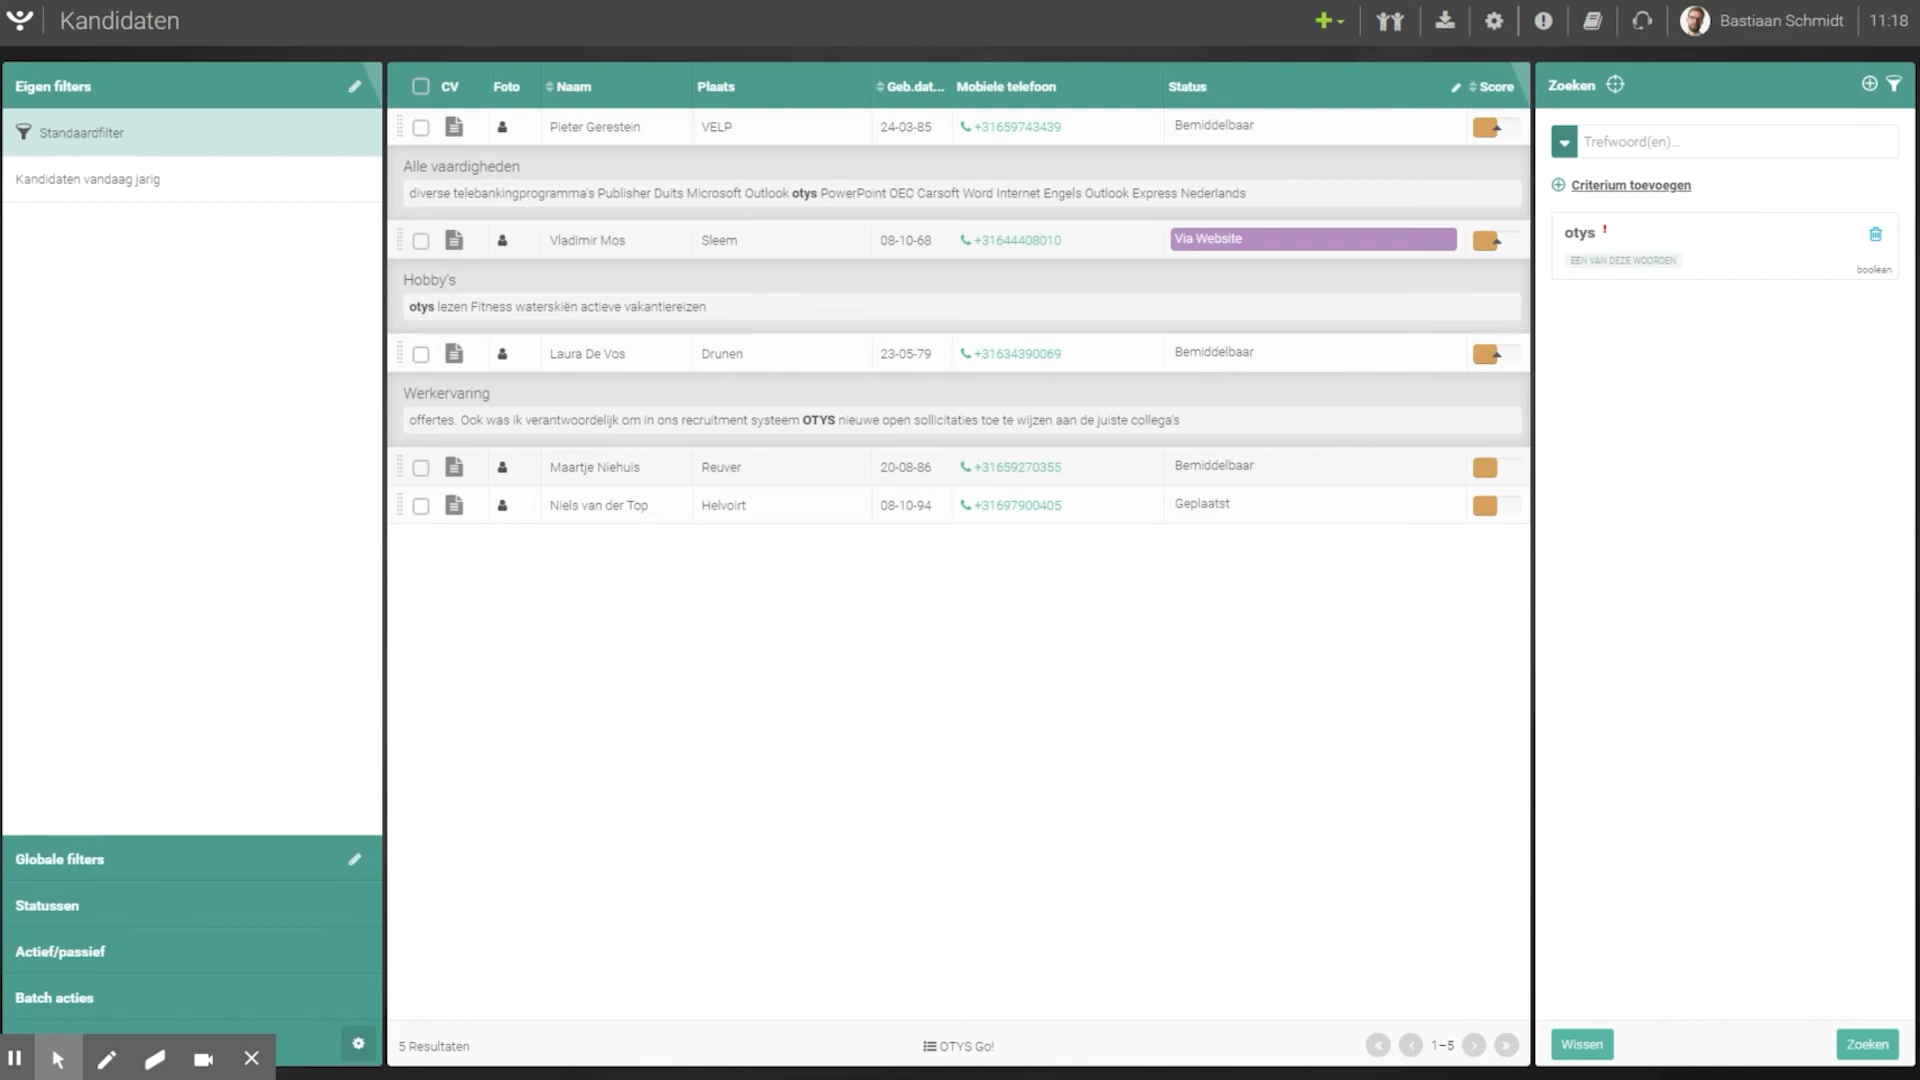 Kandidaten
Bastiaan Schmidt
11:18
Eigen filters
Standaardfilter
Kandidaten vandaag jarig
Globale filters
Statussen
Actief/passief
Batch acties
CV Foto Naam Plaats Geb.dat... Mobiele telefoon Status Score
Pieter Gerestein VELP 24-03-85 +31659743439 Bemiddelbaar
Alle vaardigheden
diverse telebankingprogramma's Publisher Duits Microsoft Outlook otys PowerPoint OEC Carsoft Word Internet Engels Outlook Express Nederlands
Vladimir Mos Sleem 08-10-68 +31644408010 Via Website
Hobby's
otys lezen Fitness waterskiën actieve vakantiereizen
Laura De Vos Drunen 23-05-79 +31634390069 Bemiddelbaar
Werkervaring
offertes. Ook was ik verantwoordelijk om in ons recruitment systeem OTYS nieuwe open sollicitaties toe te wijzen aan de juiste collega's
Maartje Niehuis Reuver 20-08-86 +31659270355 Bemiddelbaar
Niels van der Top Helvoirt 08-10-94 +31697900405 Geplaatst
5 Resultaten
OTYS Go!
1-5
Zoeken
Trefwoord(en)...
Criterium toevoegen
otys !
EEN VAN DEZE WOORDEN
boolean
Wissen
Zoeken